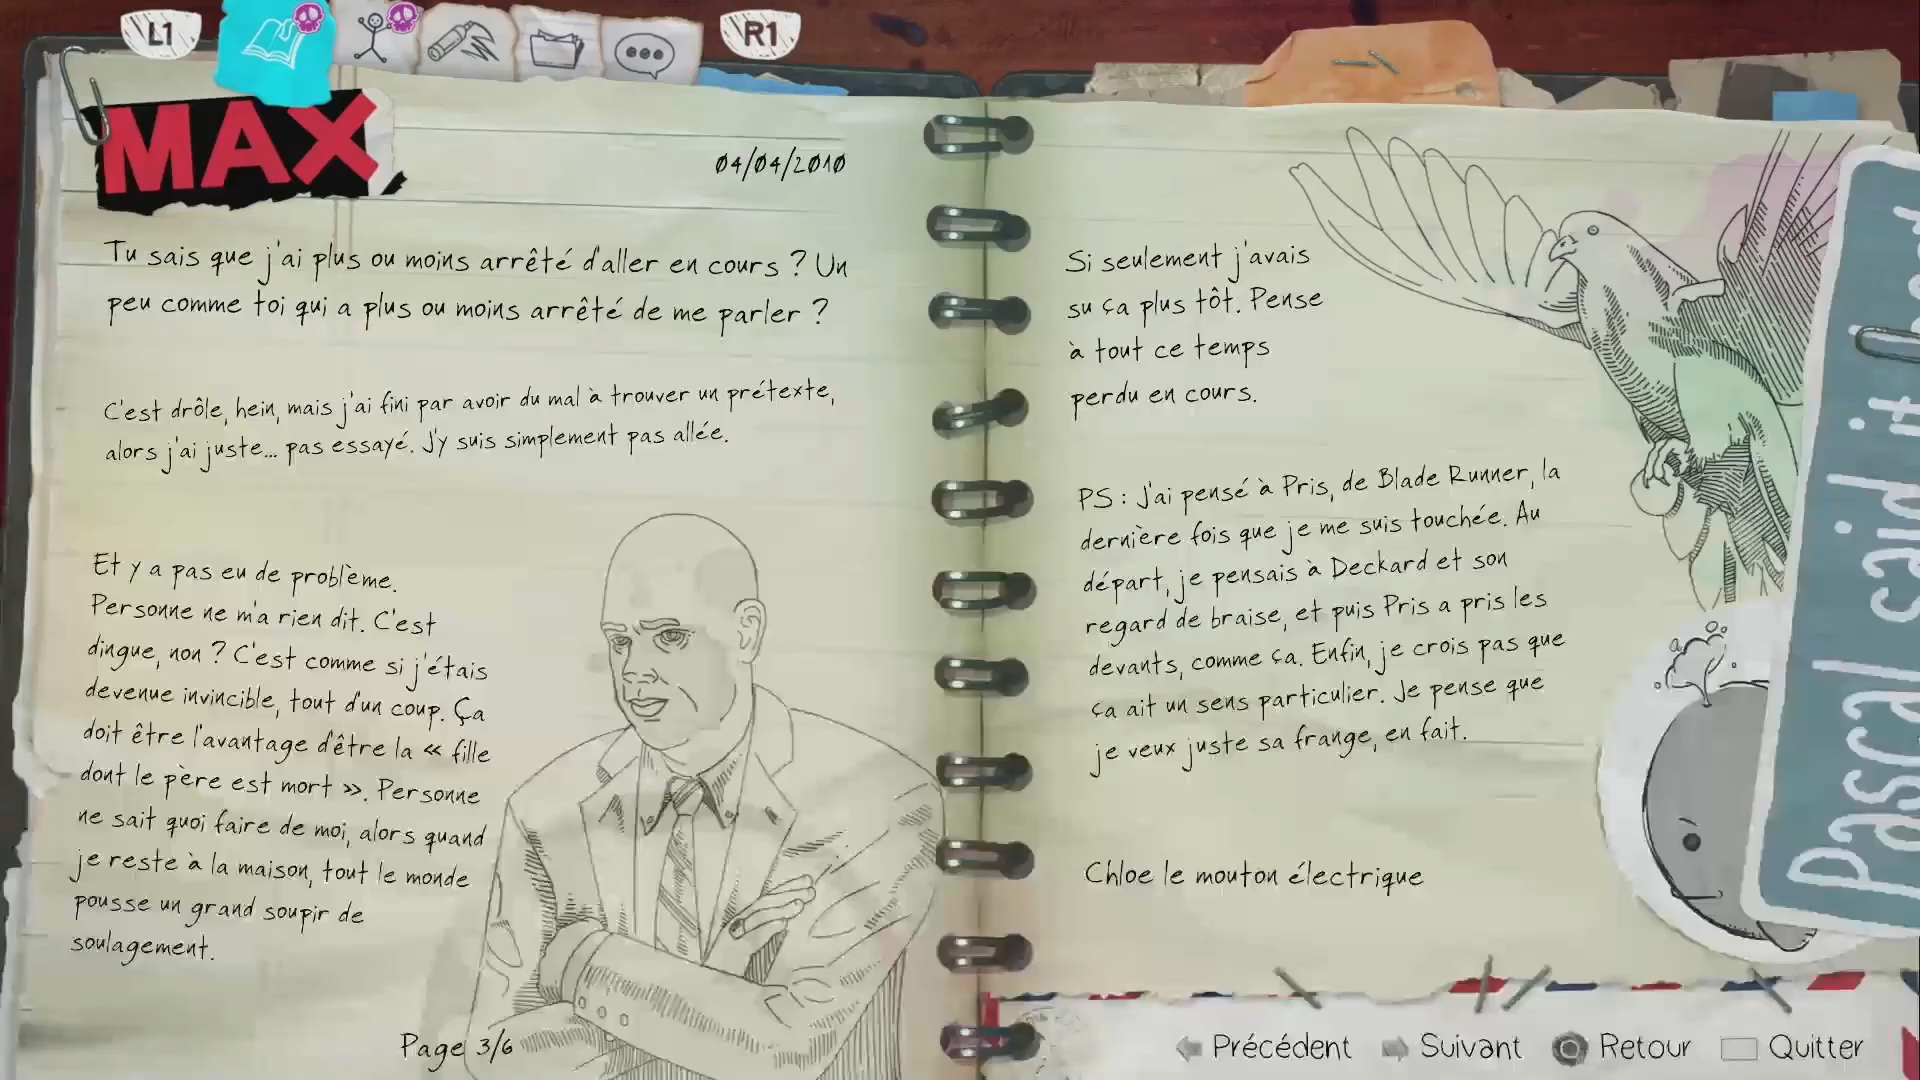 L1
R1
MAX
04/04/2010
Tu sais que j'ai plus ou moins arrêté d'aller en cours ? Un
peu comme toi qui a plus ou moins arrêté de me parler ?
C'est drôle, hein, mais j'ai fini par avoir du mal à trouver un prétexte,
alors j'ai juste... pas essayé. J'y suis simplement pas allée.
Et y a pas eu de problème.
Personne ne m'a rien dit. C'est
dingue, non ? C'est comme si j'étais
devenue invincible, tout d'un coup. Ça
doit être l'avantage d'être la « fille
dont le père est mort ». Personne
ne sait quoi faire de moi, alors quand
je reste à la maison, tout le monde
pousse un grand soupir de
soulagement.
Page 3/6
Si seulement j'avais
su ça plus tôt. Pense
à tout ce temps
perdu en cours.
PS : J'ai pensé à Pris, de Blade Runner, la
dernière fois que je me suis touchée. Au
départ, je pensais à Deckard et son
regard de braise, et puis Pris a pris les
devants, comme ça. Enfin, je crois pas que
ça ait un sens particulier. Je pense que
je veux juste sa frange, en fait.
Chloe le mouton électrique
Pascal said it best
Précédent Suivant Retour Quitter